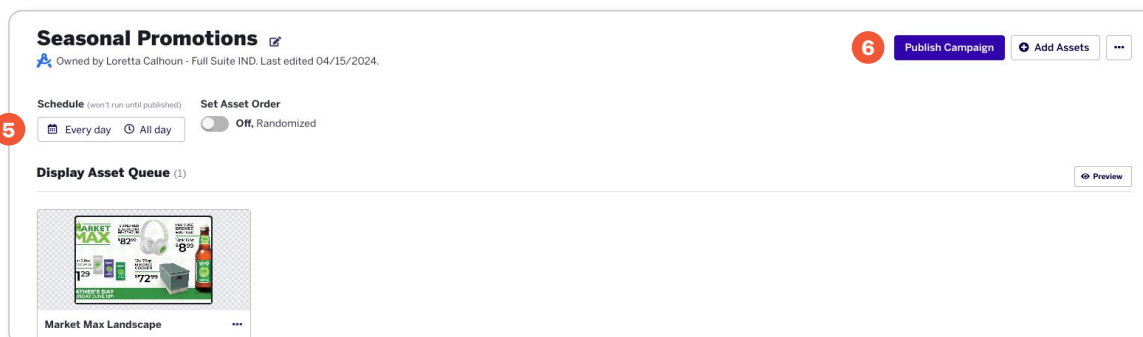 Seasonal Promotions
Owned by Loretta Calhoun - Full Suite IND. Last edited 04/15/2024.
6
Publish Campaign
Add Assets
Schedule (won't run until published)
Set Asset Order
5
Every day
All day
Off, Randomized
Display Asset Queue (1)
Preview
MARKET
MAX
$82
$8 99
$72 99
Market Max Landscape